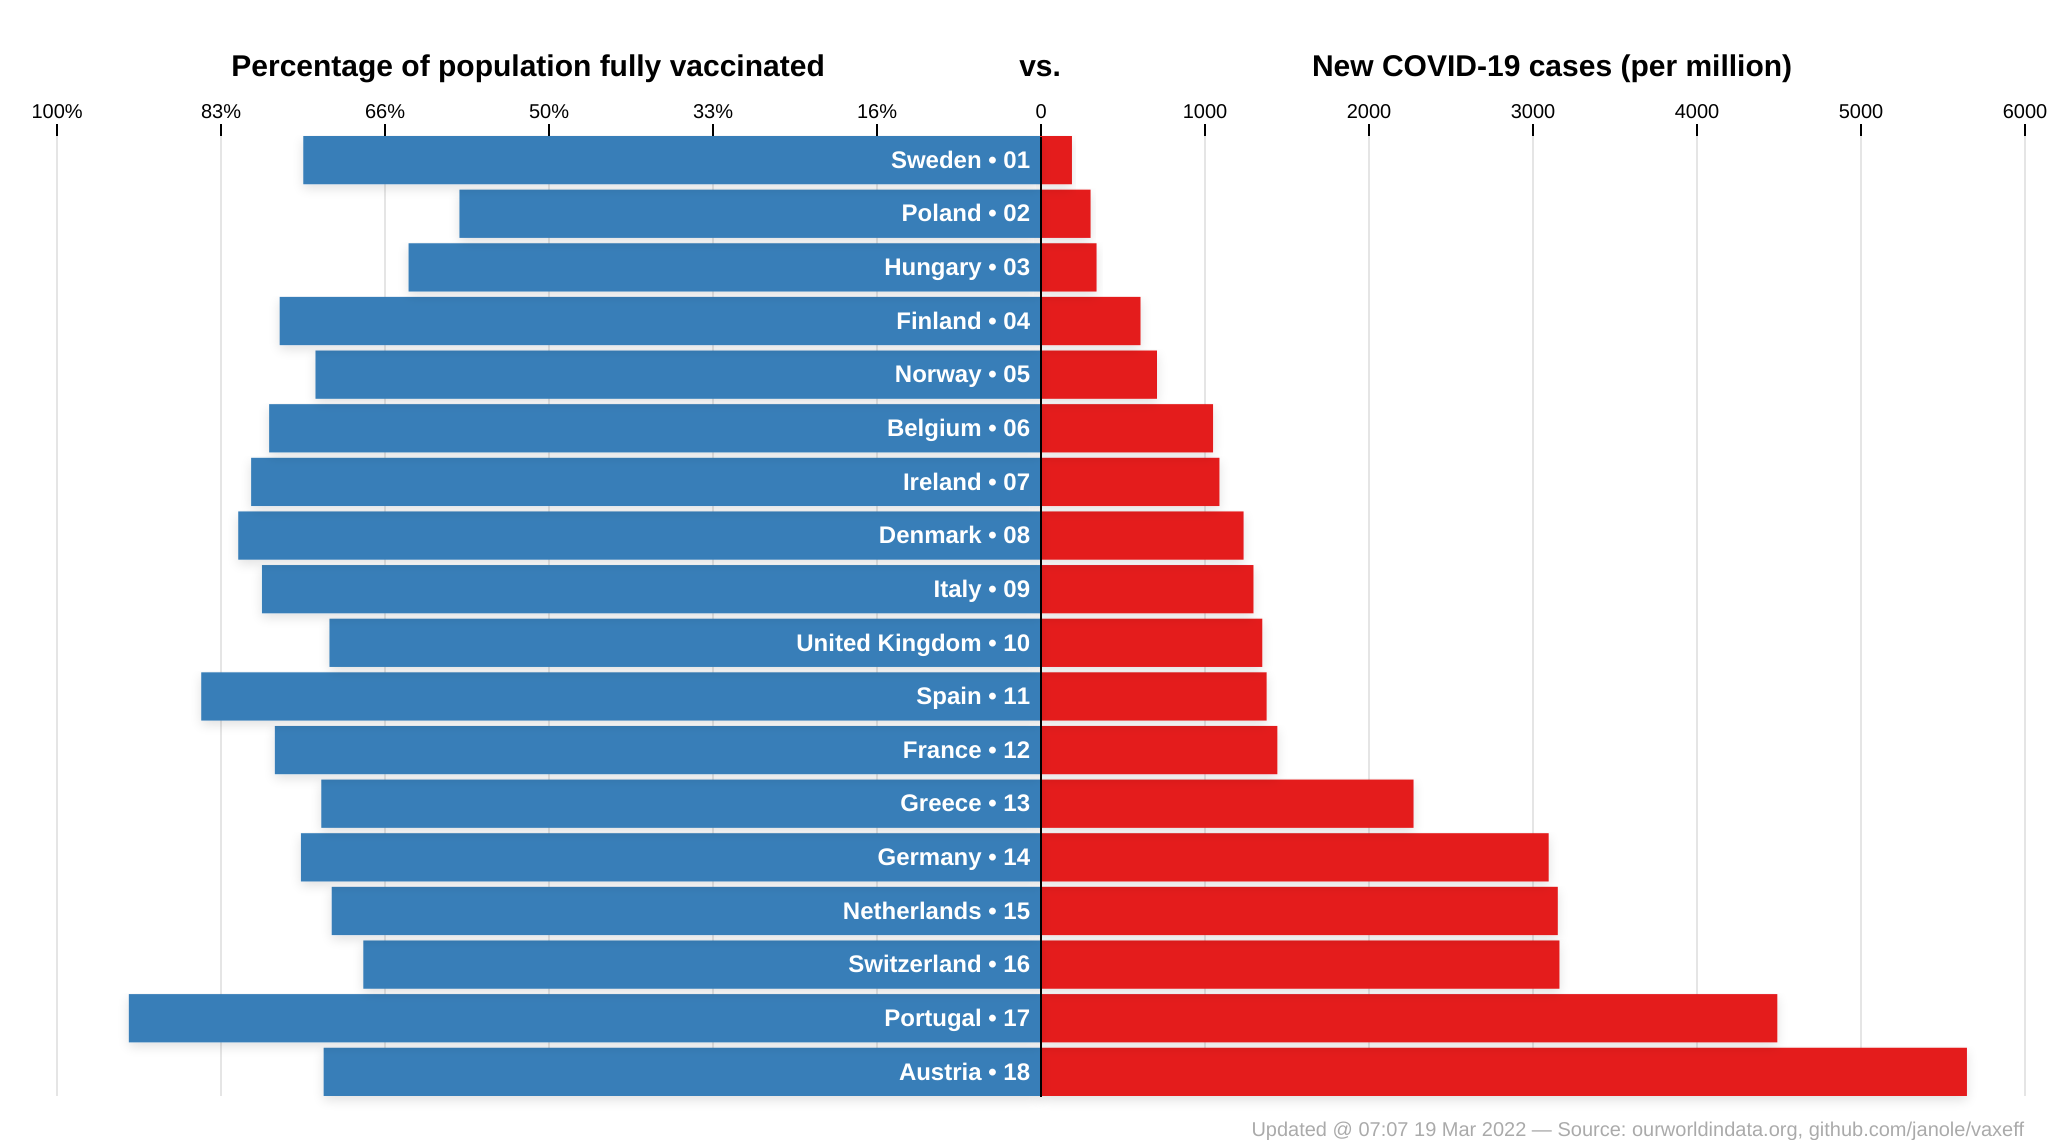 Percentage of population fully vaccinated vs. New COVID-19 cases (per million)
100% 83% 66% 50% 33% 16% 0 1000 2000 3000 4000 5000 6000
Sweden • 01
Poland • 02
Hungary • 03
Finland • 04
Norway • 05
Belgium • 06
Ireland • 07
Denmark • 08
Italy • 09
United Kingdom • 10
Spain • 11
France • 12
Greece • 13
Germany • 14
Netherlands • 15
Switzerland • 16
Portugal • 17
Austria • 18
Updated @ 07:07 19 Mar 2022 — Source: ourworldindata.org, github.com/janole/vaxeff